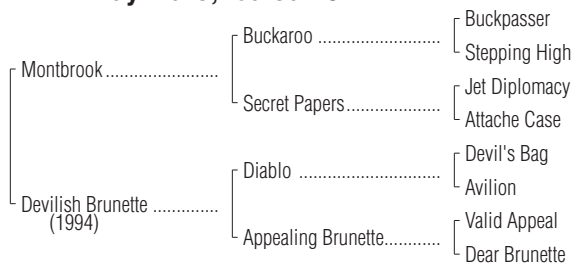 Buckpasser
Buckaroo ............................
Stepping High
Montbrook ..........................
Jet Diplomacy
Secret Papers......................
Attache Case
Devil's Bag
Diablo .................................
Avilion
Devilish Brunette ...............
(1994)
Valid Appeal
Appealing Brunette.............
Dear Brunette